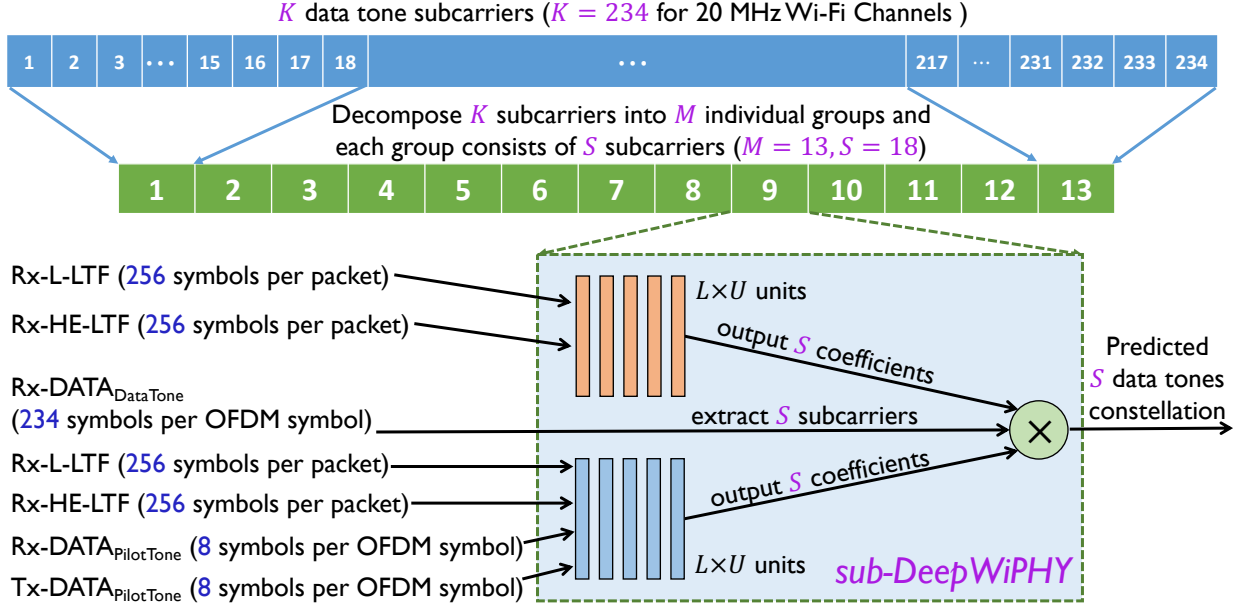 K data tone subcarriers (K = 234 for 20 MHz Wi-Fi Channels )
1 2 3 ··· 15 16 17 18 ··· 217 ··· 231 232 233 234
Decompose K subcarriers into M individual groups and
each group consists of S subcarriers (M = 13, S = 18)
1 2 3 4 5 6 7 8 9 10 11 12 13
Rx-L-LTF (256 symbols per packet)
L×U units
Rx-HE-LTF (256 symbols per packet)
output S coefficients
Predicted
S data tones
constellation
Rx-DATA_DataTone
(234 symbols per OFDM symbol)
extract S subcarriers
×
Rx-L-LTF (256 symbols per packet)
output S coefficients
Rx-HE-LTF (256 symbols per packet)
Rx-DATA_PilotTone (8 symbols per OFDM symbol)
Tx-DATA_PilotTone (8 symbols per OFDM symbol)
L×U units
sub-DeepWiPHY